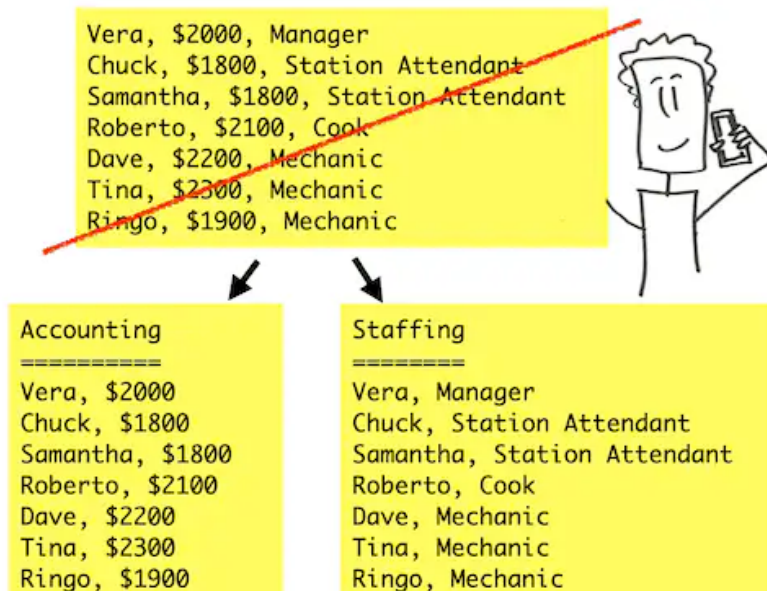 Vera, $2000, Manager
Chuck, $1800, Station Attendant
Samantha, $1800, Station Attendant
Roberto, $2100, Cook
Dave, $2200, Mechanic
Tina, $2300, Mechanic
Ringo, $1900, Mechanic
Accounting
==========
Vera, $2000
Chuck, $1800
Samantha, $1800
Roberto, $2100
Dave, $2200
Tina, $2300
Ringo, $1900
Staffing
========
Vera, Manager
Chuck, Station Attendant
Samantha, Station Attendant
Roberto, Cook
Dave, Mechanic
Tina, Mechanic
Ringo, Mechanic